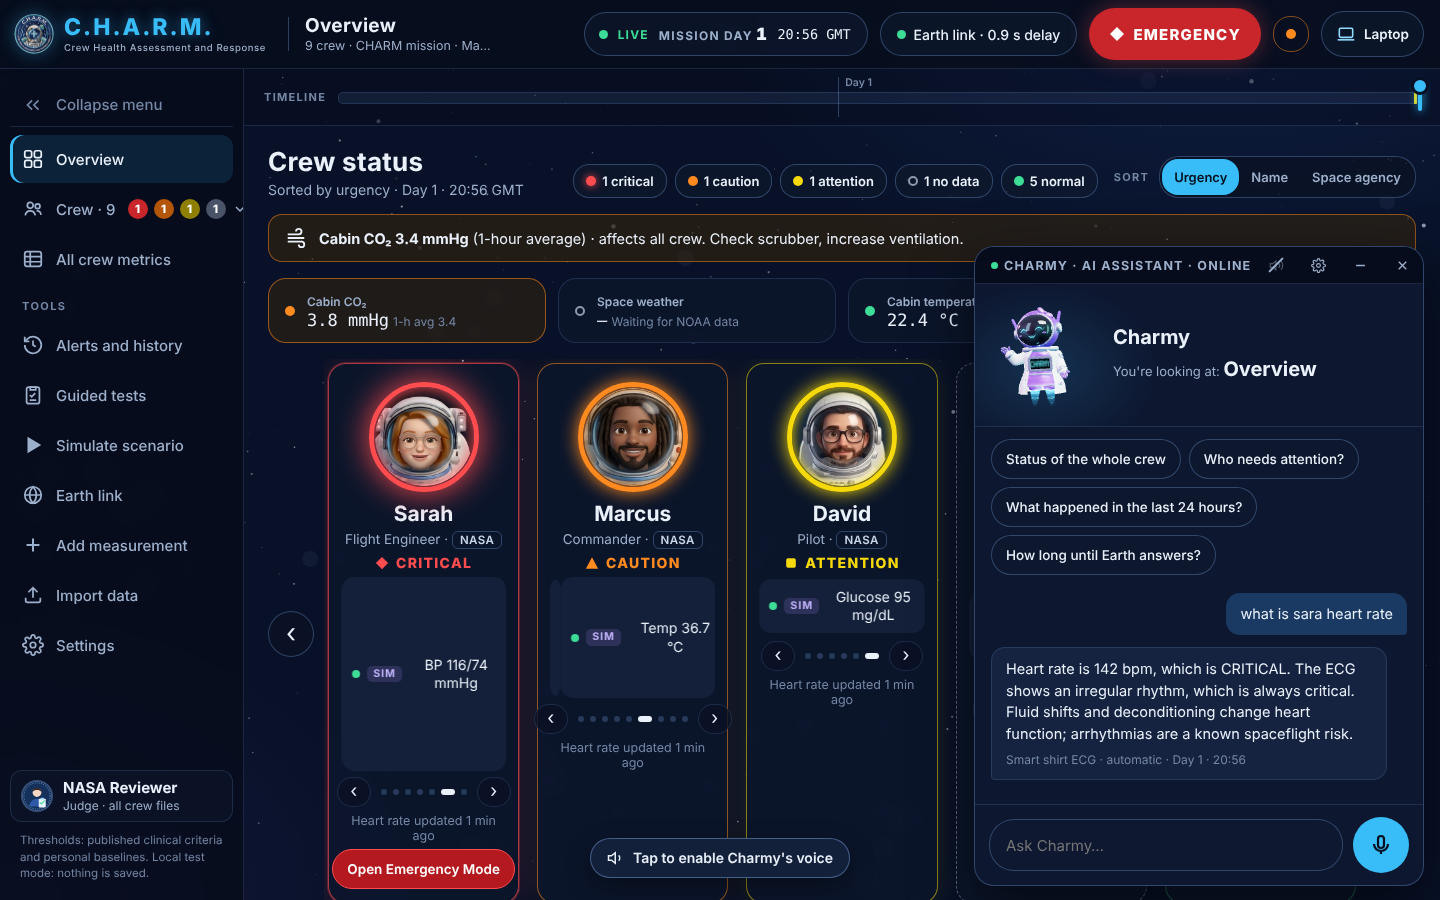 C.H.A.R.M.
Crew Health Assessment and Response
Overview
9 crew · CHARM mission · Ma...
LIVE MISSION DAY 1 20:56 GMT
Earth link · 0.9 s delay
EMERGENCY
Laptop
Collapse menu
Overview
Crew · 9 1 1 1 1
All crew metrics
TOOLS
Alerts and history
Guided tests
Simulate scenario
Earth link
Add measurement
Import data
Settings
NASA Reviewer
Judge · all crew files
Thresholds: published clinical criteria
and personal baselines. Local test
mode: nothing is saved.
TIMELINE
Day 1
Crew status
Sorted by urgency · Day 1 · 20:56 GMT
1 critical
1 caution
1 attention
1 no data
5 normal
SORT
Urgency
Name
Space agency
Cabin CO₂ 3.4 mmHg (1-hour average) · affects all crew. Check scrubber, increase ventilation.
Cabin CO₂
3.8 mmHg 1-h avg 3.4
Space weather
– Waiting for NOAA data
Cabin temperat
22.4 °C
Sarah
Flight Engineer · NASA
CRITICAL
SIM
BP 116/74
mmHg
Heart rate updated 1 min
ago
Open Emergency Mode
Marcus
Commander · NASA
CAUTION
SIM
Temp 36.7
°C
Heart rate updated 1 min
ago
David
Pilot · NASA
ATTENTION
SIM
Glucose 95
mg/dL
Heart rate updated 1 min
ago
Tap to enable Charmy's voice
CHARMY · AI ASSISTANT · ONLINE
Charmy
You're looking at: Overview
Status of the whole crew
Who needs attention?
What happened in the last 24 hours?
How long until Earth answers?
what is sara heart rate
Heart rate is 142 bpm, which is CRITICAL. The ECG
shows an irregular rhythm, which is always critical.
Fluid shifts and deconditioning change heart
function; arrhythmias are a known spaceflight risk.
Smart shirt ECG · automatic · Day 1 · 20:56
Ask Charmy...